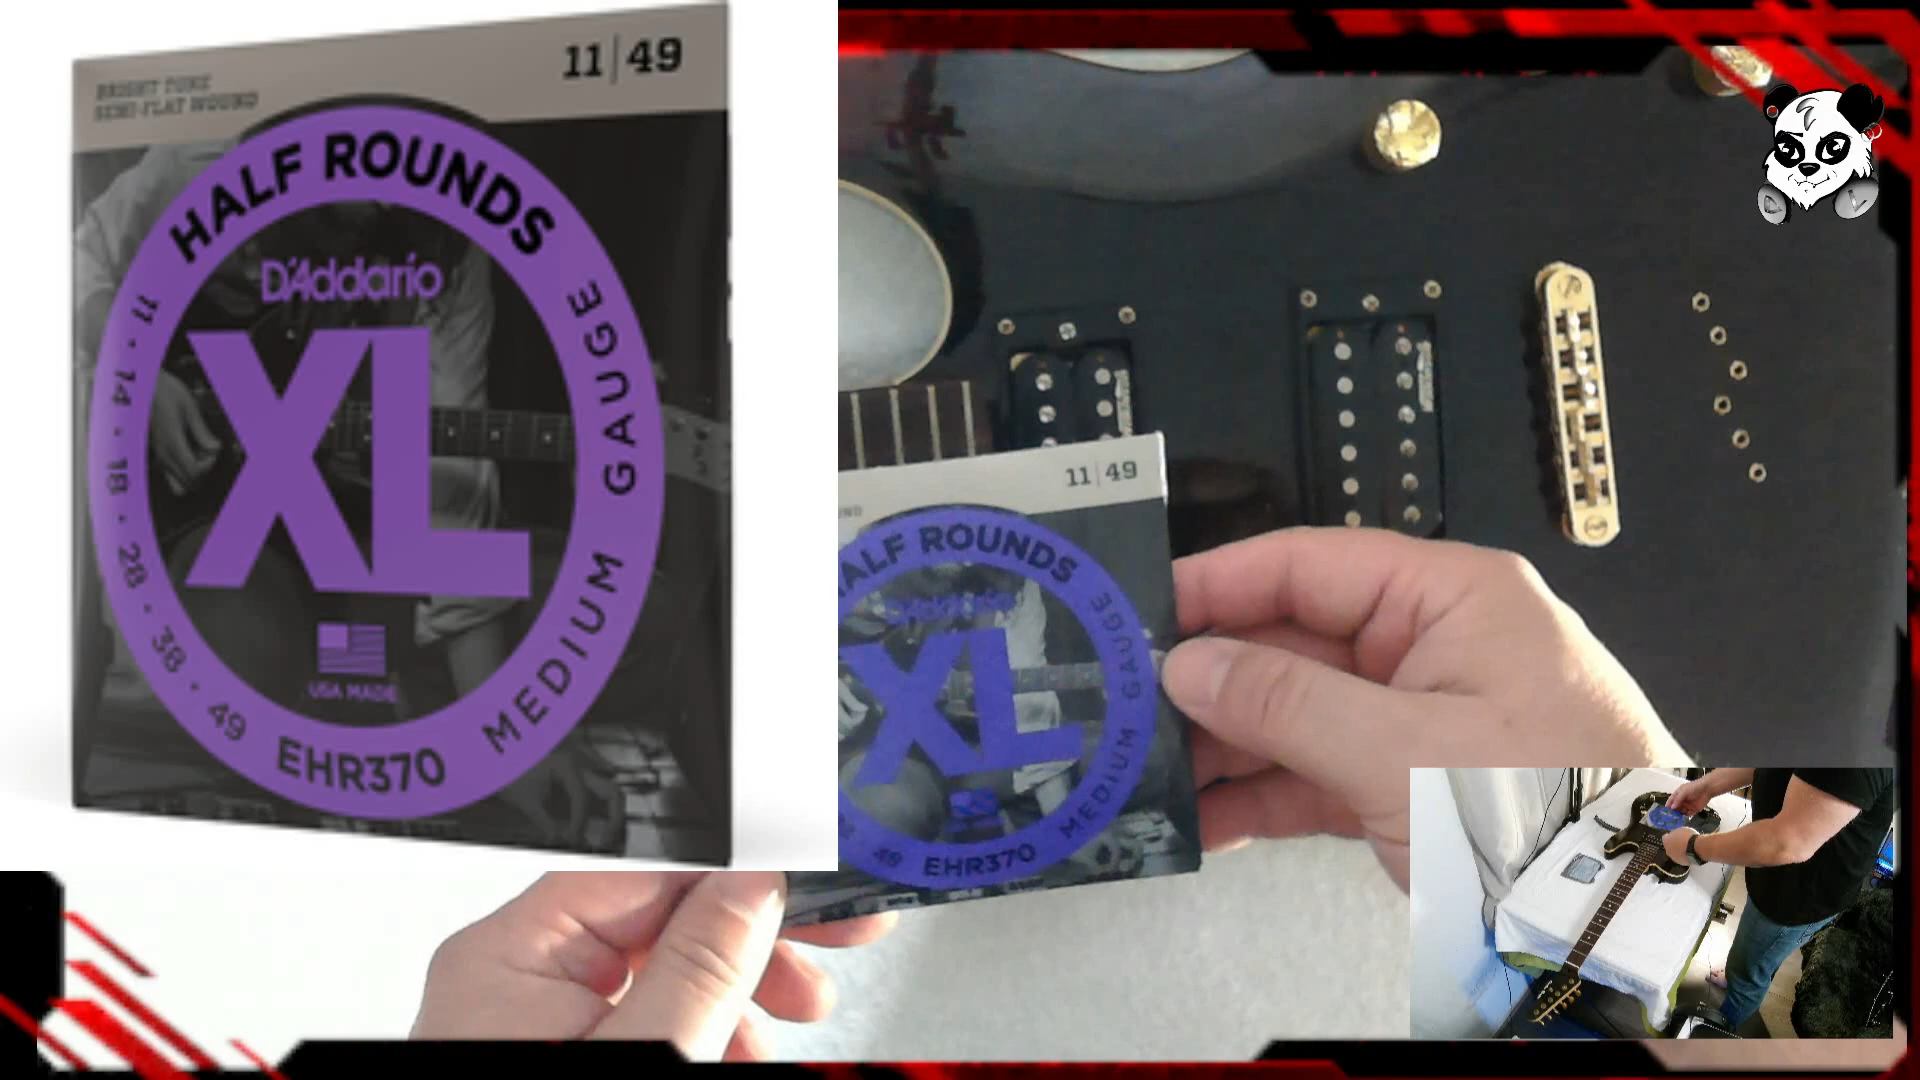 BRIGHT TONE
SEMI-FLAT WOUND
11|49
HALF ROUNDS
D'Addario
XL
USA MADE
MEDIUM GAUGE
11 · 14 · 18 · 28 · 38 · 49
EHR370
11|49
HALF ROUNDS
D'Addario
XL
MEDIUM GAUGE
49
EHR370
D L